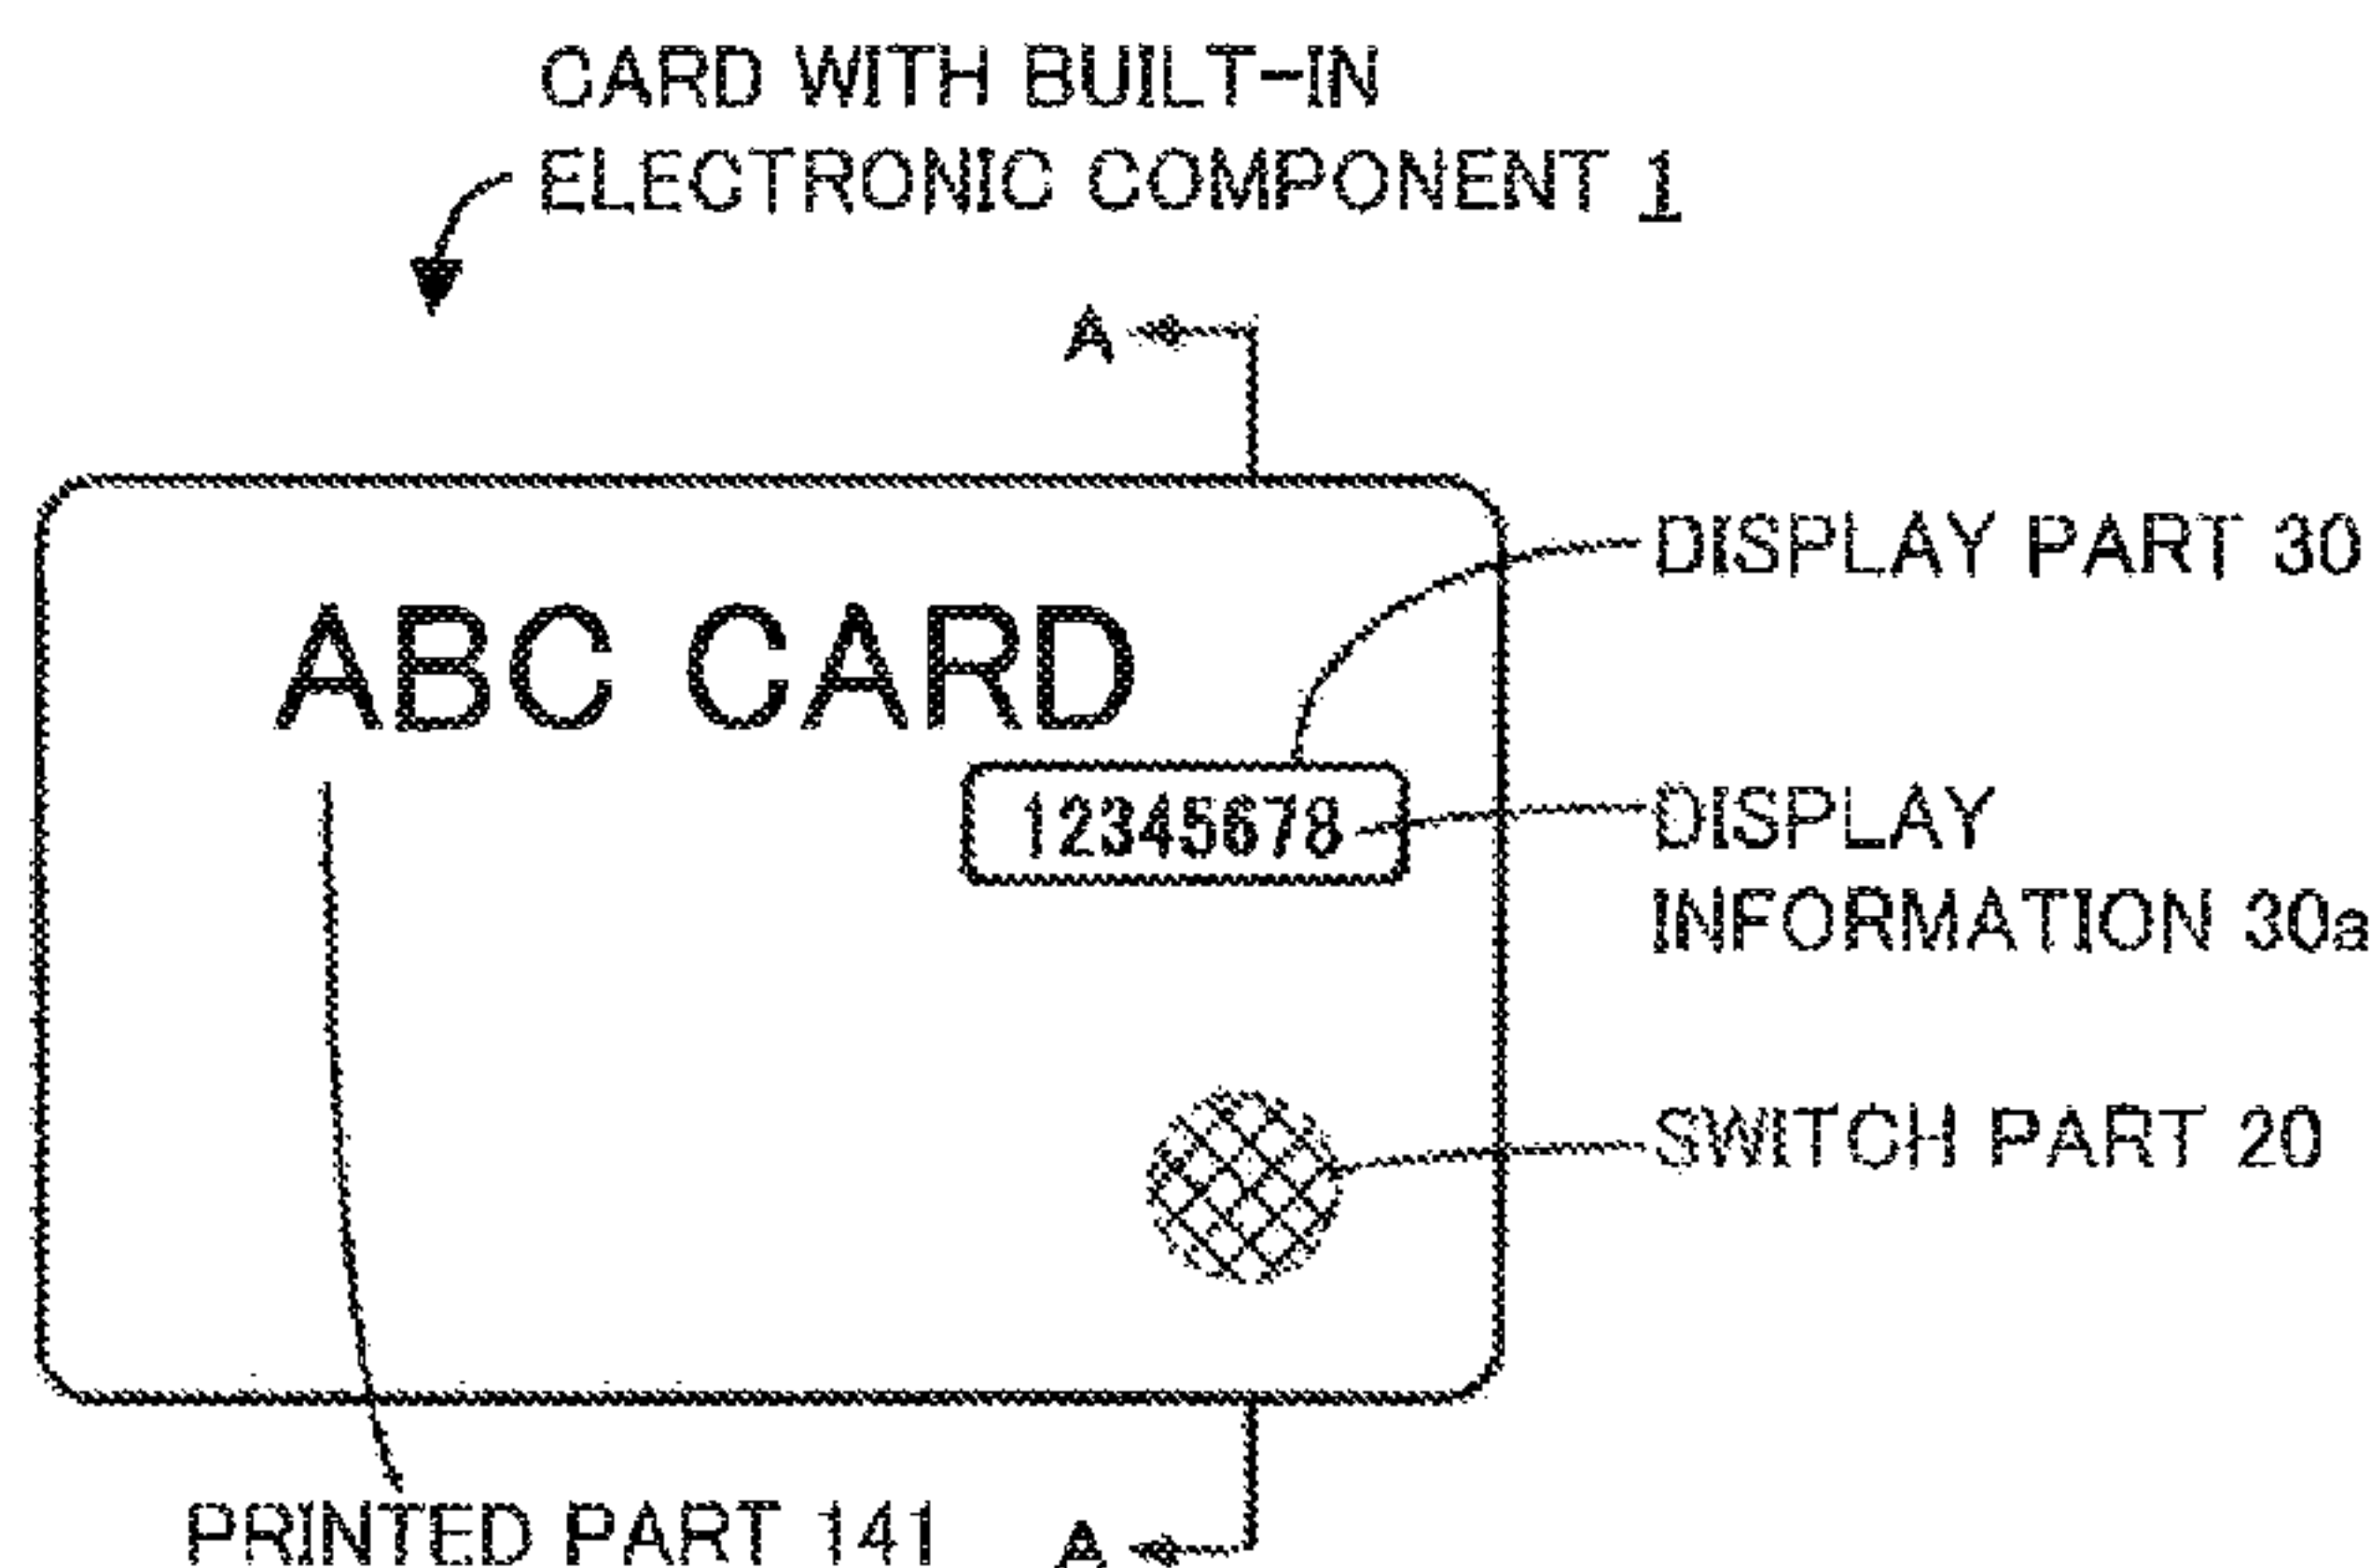 CARD WITH BUILT-IN
ELECTRONIC COMPONENT 1
A
DISPLAY PART 30
ABC CARD
12345678
DISPLAY
INFORMATION 30a
SWITCH PART 20
PRINTED PART 141
A